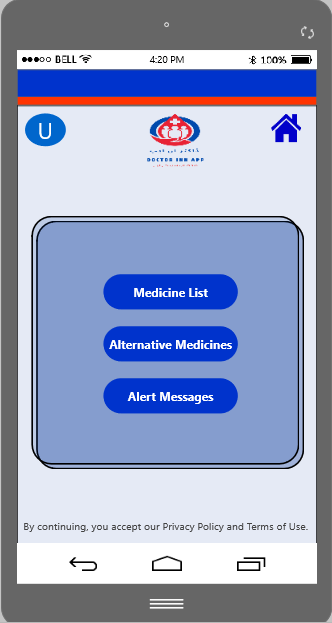 BELL 4:20 PM 100%
U
DOCTOR INN APP
Medicine List
Alternative Medicines
Alert Messages
By continuing, you accept our Privacy Policy and Terms of Use.